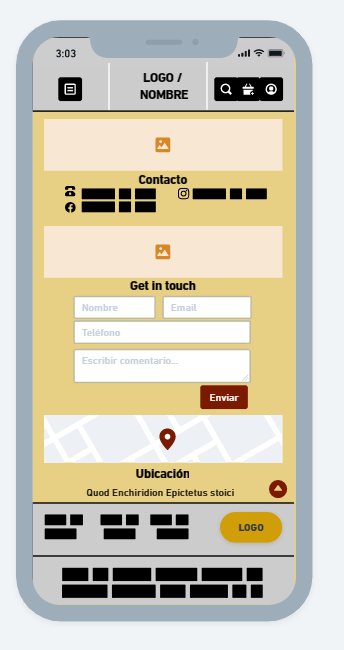 3:03
LOGO /
NOMBRE
Contacto
Get in touch
Nombre
Email
Teléfono
Escribir comentario...
Enviar
Ubicación
Quod Enchiridion Epictetus stoici
LOGO